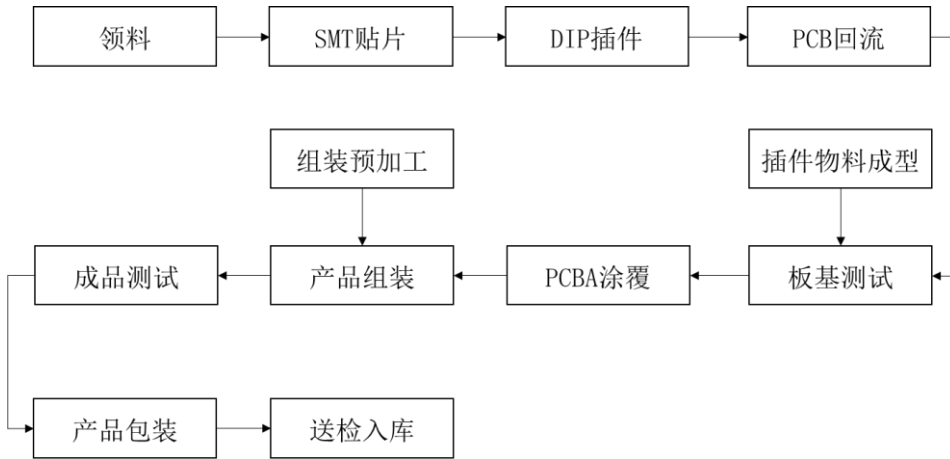 领料
SMT贴片
DIP插件
PCB回流
组装预加工
插件物料成型
成品测试
产品组装
PCBA涂覆
板基测试
产品包装
送检入库